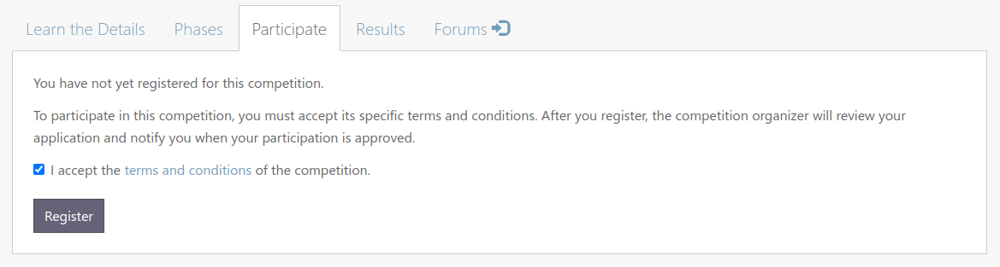 Learn the Details Phases Participate Results Forums
You have not yet registered for this competition.
To participate in this competition, you must accept its specific terms and conditions. After you register, the competition organizer will review your
application and notify you when your participation is approved.
I accept the terms and conditions of the competition.
Register